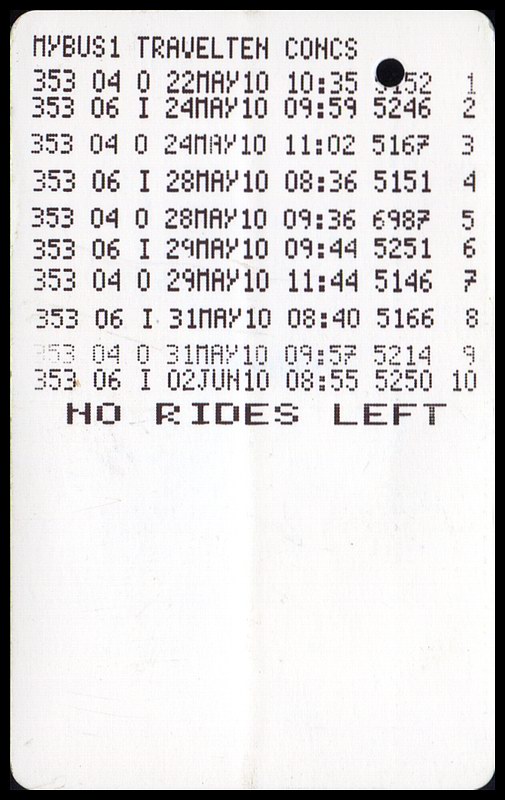 MYBUS1 TRAVELTEN CONCS
353 04 O 22MAY10 10:35 1
353 06 I 24MAY10 09:59 5246 2
353 04 O 24MAY10 11:02 5167 3
353 06 I 28MAY10 08:36 5151 4
353 04 O 28MAY10 09:36 6987 5
353 06 I 29MAY10 09:44 5251 6
353 04 O 29MAY10 11:44 5146 7
353 06 I 31MAY10 08:40 5166 8
353 04 O 31MAY10 09:57 5214 9
353 06 I 02JUN10 08:55 5250 10
NO RIDES LEFT